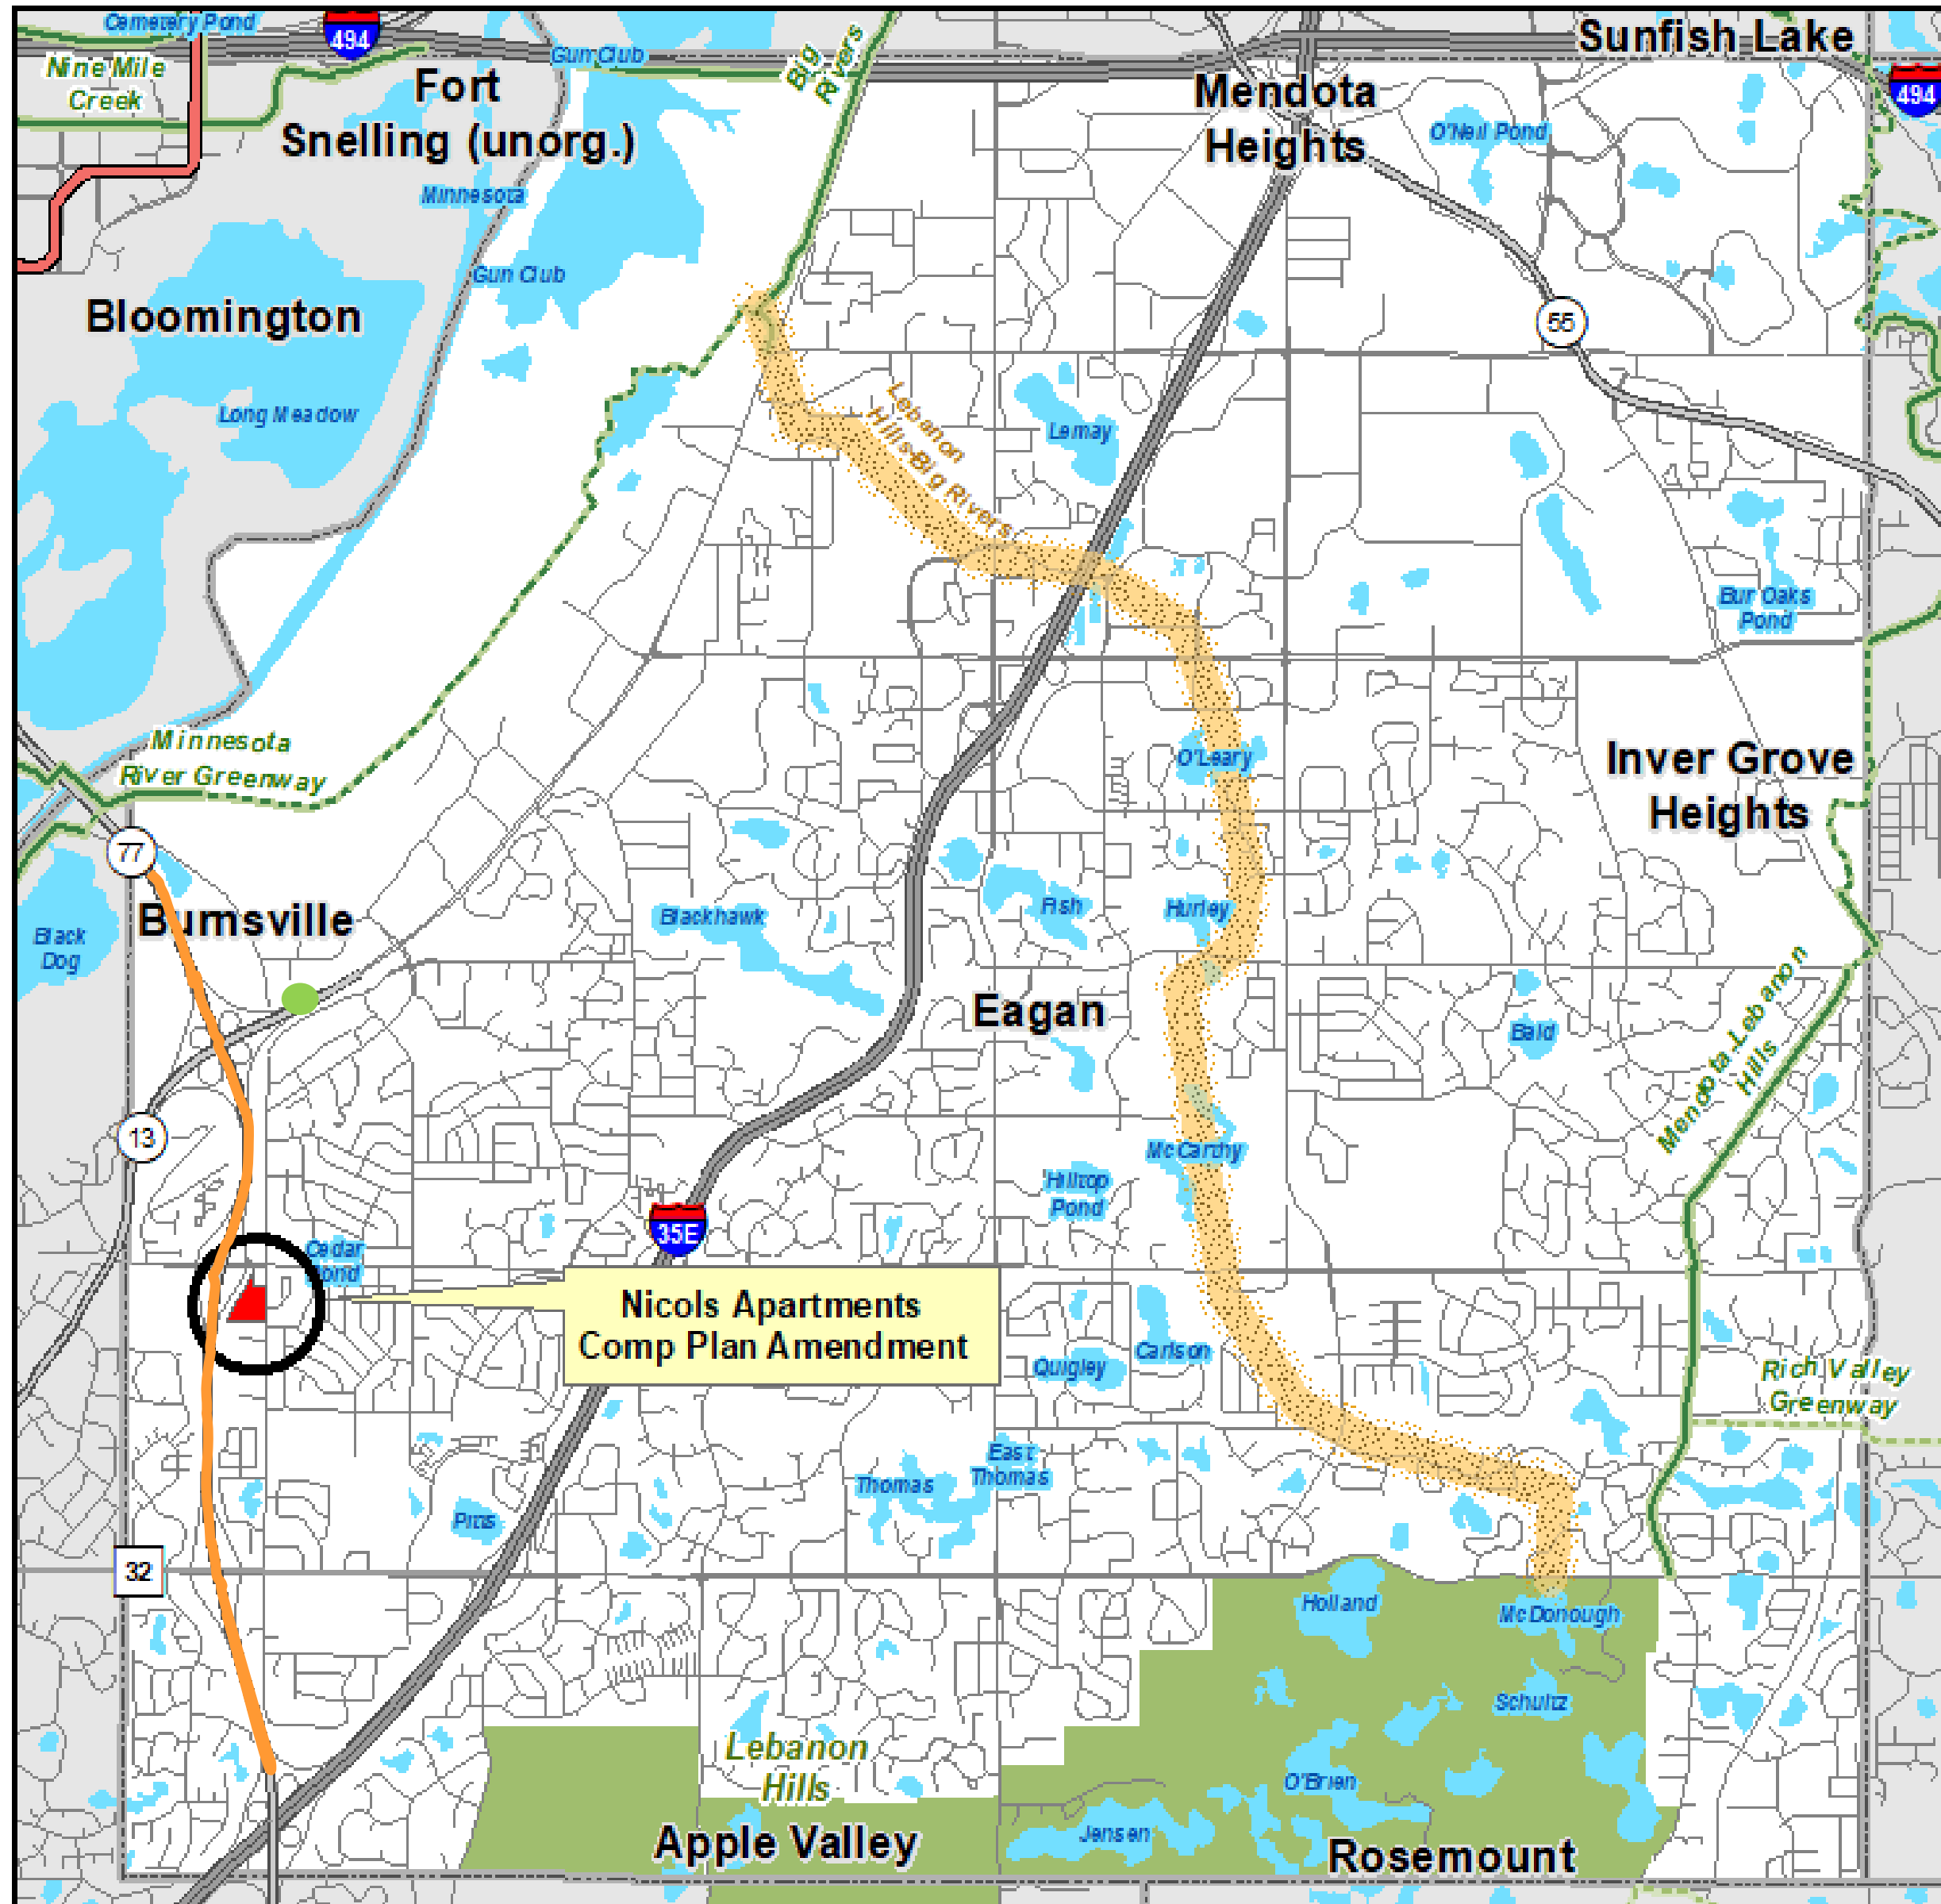 Cemetery Pond
494
Gun Club
Big
Rivers
Sunfish Lake
Nine Mile
Creek
Fort
Snelling (unorg.)
Mendota
Heights
494
O'Neil Pond
Minnesota
Gun Club
Bloomington
55
Long Meadow
Lebanon
Hills-Big Rivers
Lemay
Bur Oaks
Pond
Minnesota
River Greenway
O'Leary
Inver Grove
Heights
77
Burnsville
Black
Dog
Blackhawk
Fish
Hurley
Eagan
Bald
Mendota-Lebanon
Hills
13
McCarthy
Hilltop
Pond
35E
Cedar
Pond
Nicols Apartments
Comp Plan Amendment
Quigley
Carlson
Rich Valley
Greenway
East
Thomas
Thomas
Pitts
32
Holland
McDonough
Schultz
Lebanon
Hills
O'Brien
Jensen
Apple Valley
Rosemount